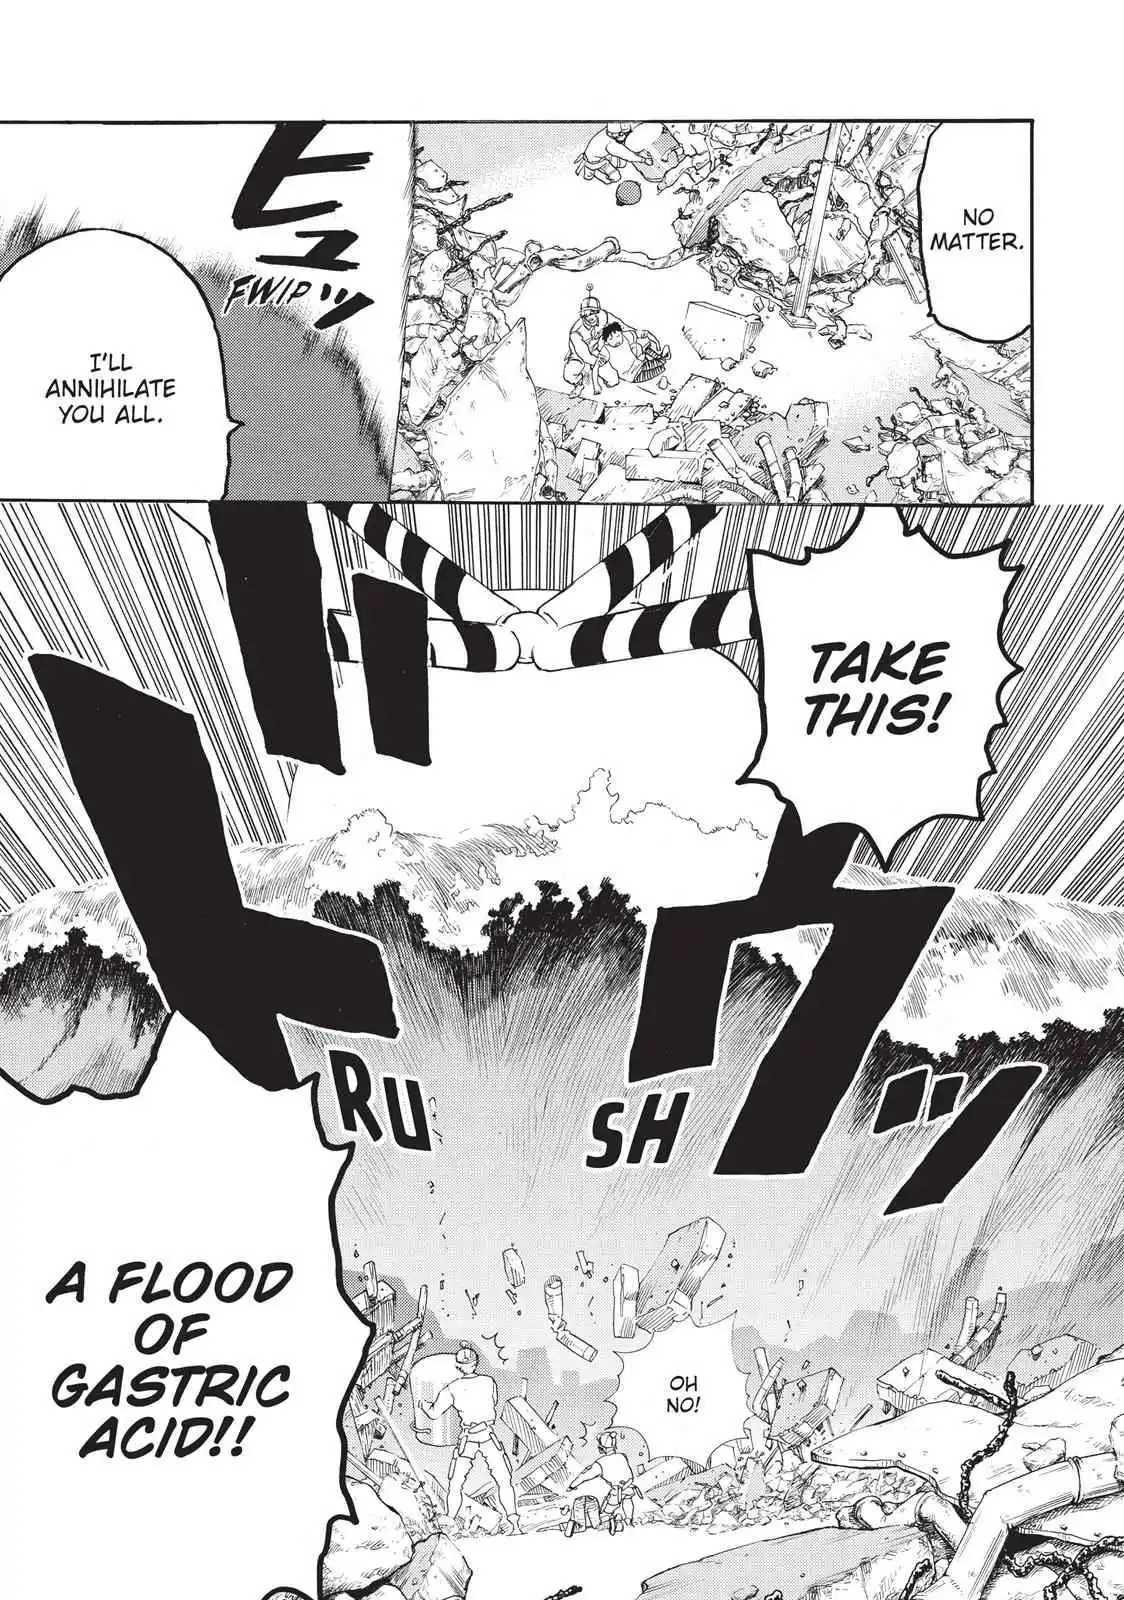 NO
MATTER.
ヒュッ
FWIP
I'LL
ANNIHILATE
YOU ALL.
TAKE
THIS!
ドドウッ
RU
SH
A FLOOD
OF
GASTRIC
ACID!!
OH
NO!